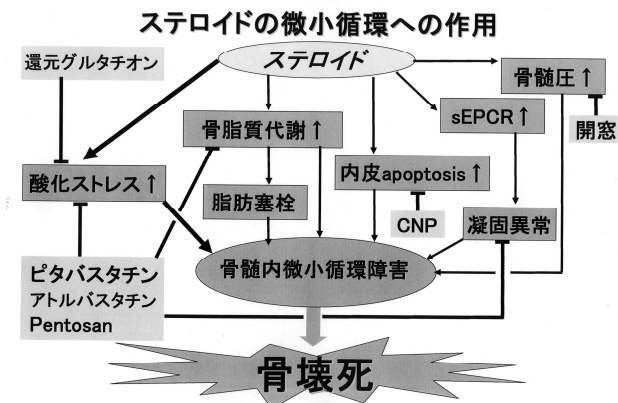 ステロイドの微小循環への作用
還元グルタチオン
ステロイド
骨髄圧↑
骨脂質代謝↑
sEPCR↑
開窓
酸化ストレス↑
内皮apoptosis↑
脂肪塞栓
CNP
凝固異常
骨髄内微小循環障害
ピタバスタチン
アトルバスタチン
Pentosan
骨壊死